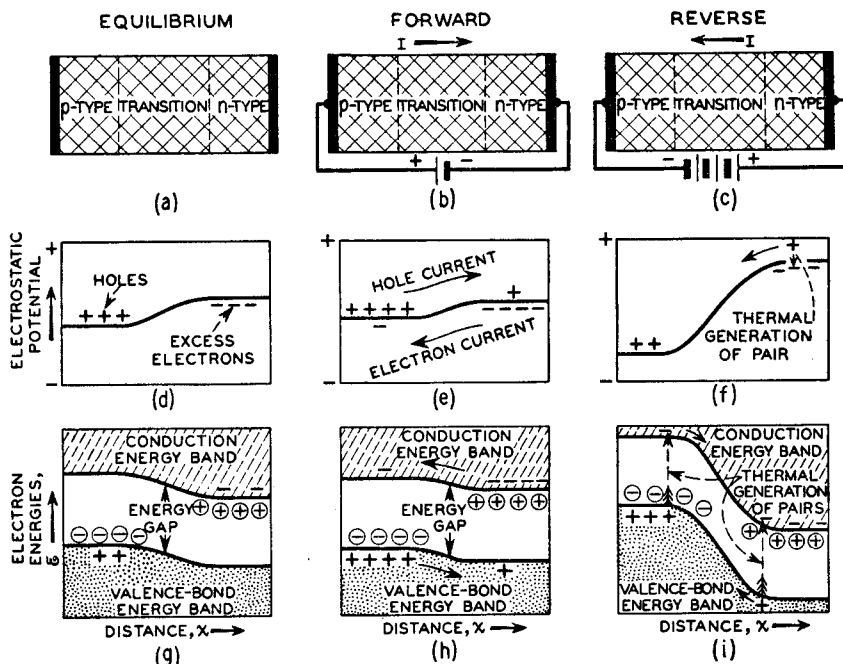 EQUILIBRIUM
FORWARD
REVERSE
I
I
p-TYPE TRANSITION n-TYPE
p-TYPE TRANSITION n-TYPE
p-TYPE TRANSITION n-TYPE
+ -
- +
(a)
(b)
(c)
ELECTROSTATIC
POTENTIAL
+
-
HOLES
+ + +
- - - -
EXCESS
ELECTRONS
(d)
+
-
HOLE CURRENT
+ + + +
-
+
- - - - -
ELECTRON CURRENT
(e)
+
-
+
- - -
+ +
THERMAL
GENERATION
OF PAIR
(f)
ELECTRON
ENERGIES,
CONDUCTION
ENERGY BAND
- -
ENERGY
GAP
+ + + +
- - - -
+ +
VALENCE-BOND
ENERGY BAND
DISTANCE, x
(g)
CONDUCTION
ENERGY BAND
-
- - - - -
ENERGY
GAP
+ + + +
- - - -
+ + + +
+
VALENCE-BOND
ENERGY BAND
DISTANCE, x
(h)
-
CONDUCTION
ENERGY BAND
THERMAL
GENERATION
OF PAIRS
- - - -
+ + +
- -
+ + + +
VALENCE-BOND
ENERGY BAND
+
DISTANCE, x
(i)